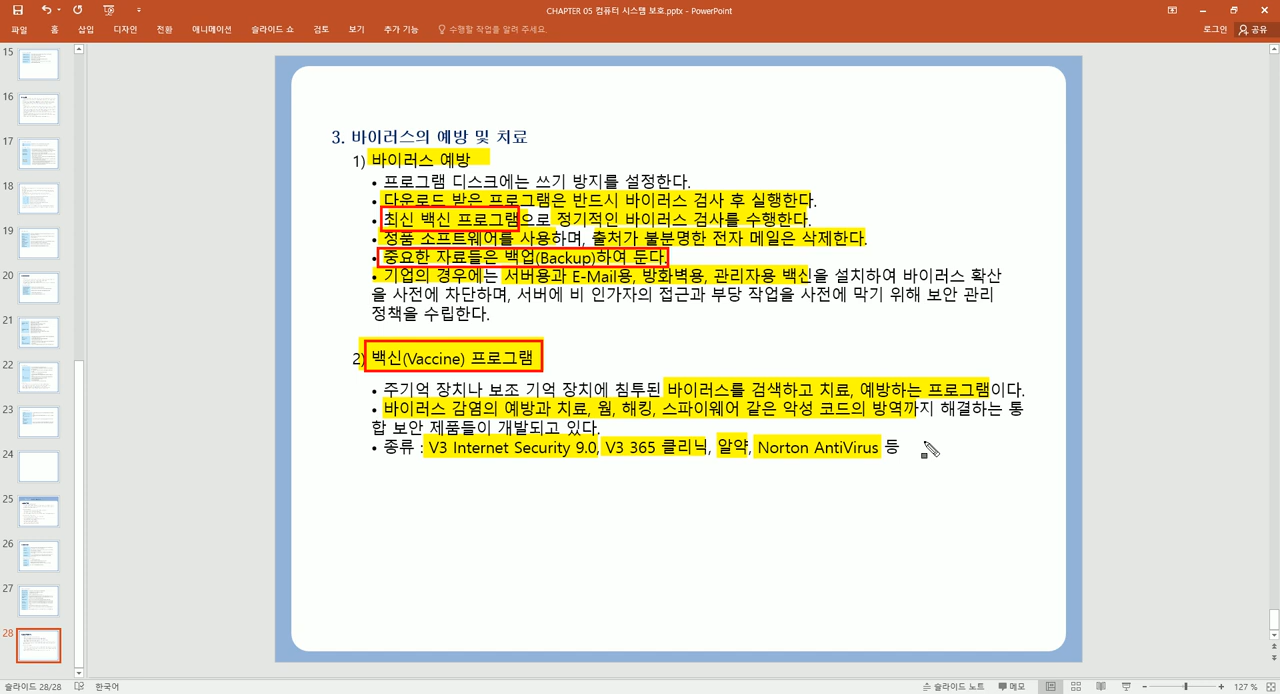 CHAPTER 05 컴퓨터 시스템 보호.pptx - PowerPoint
파일 홈 삽입 디자인 전환 애니메이션 슬라이드 쇼 검토 보기 추가 기능 수행할 작업을 알려 주세요. 로그인 공유
15
16
17
18
19
20
21
22
23
24
25
26
27
28
3. 바이러스의 예방 및 치료
1) 바이러스 예방
• 프로그램 디스크에는 쓰기 방지를 설정한다.
• 다운로드 받은 프로그램은 반드시 바이러스 검사 후 실행한다.
• 최신 백신 프로그램으로 정기적인 바이러스 검사를 수행한다.
• 정품 소프트웨어를 사용하며, 출처가 불분명한 전자 메일은 삭제한다.
• 중요한 자료들은 백업(Backup)하여 둔다.
• 기업의 경우에는 서버용과 E-Mail용, 방화벽용, 관리자용 백신을 설치하여 바이러스 확산
을 사전에 차단하며, 서버에 비 인가자의 접근과 부당 작업을 사전에 막기 위해 보안 관리
정책을 수립한다.
2) 백신(Vaccine) 프로그램
• 주기억 장치나 보조 기억 장치에 침투된 바이러스를 검색하고 치료, 예방하는 프로그램이다.
• 바이러스 감염의 예방과 치료, 웜, 해킹, 스파이웨어 같은 악성 코드의 방역까지 해결하는 통
합 보안 제품들이 개발되고 있다.
• 종류 : V3 Internet Security 9.0, V3 365 클리닉, 알약, Norton AntiVirus 등
슬라이드 28/28 한국어 슬라이드 노트 메모 127 %